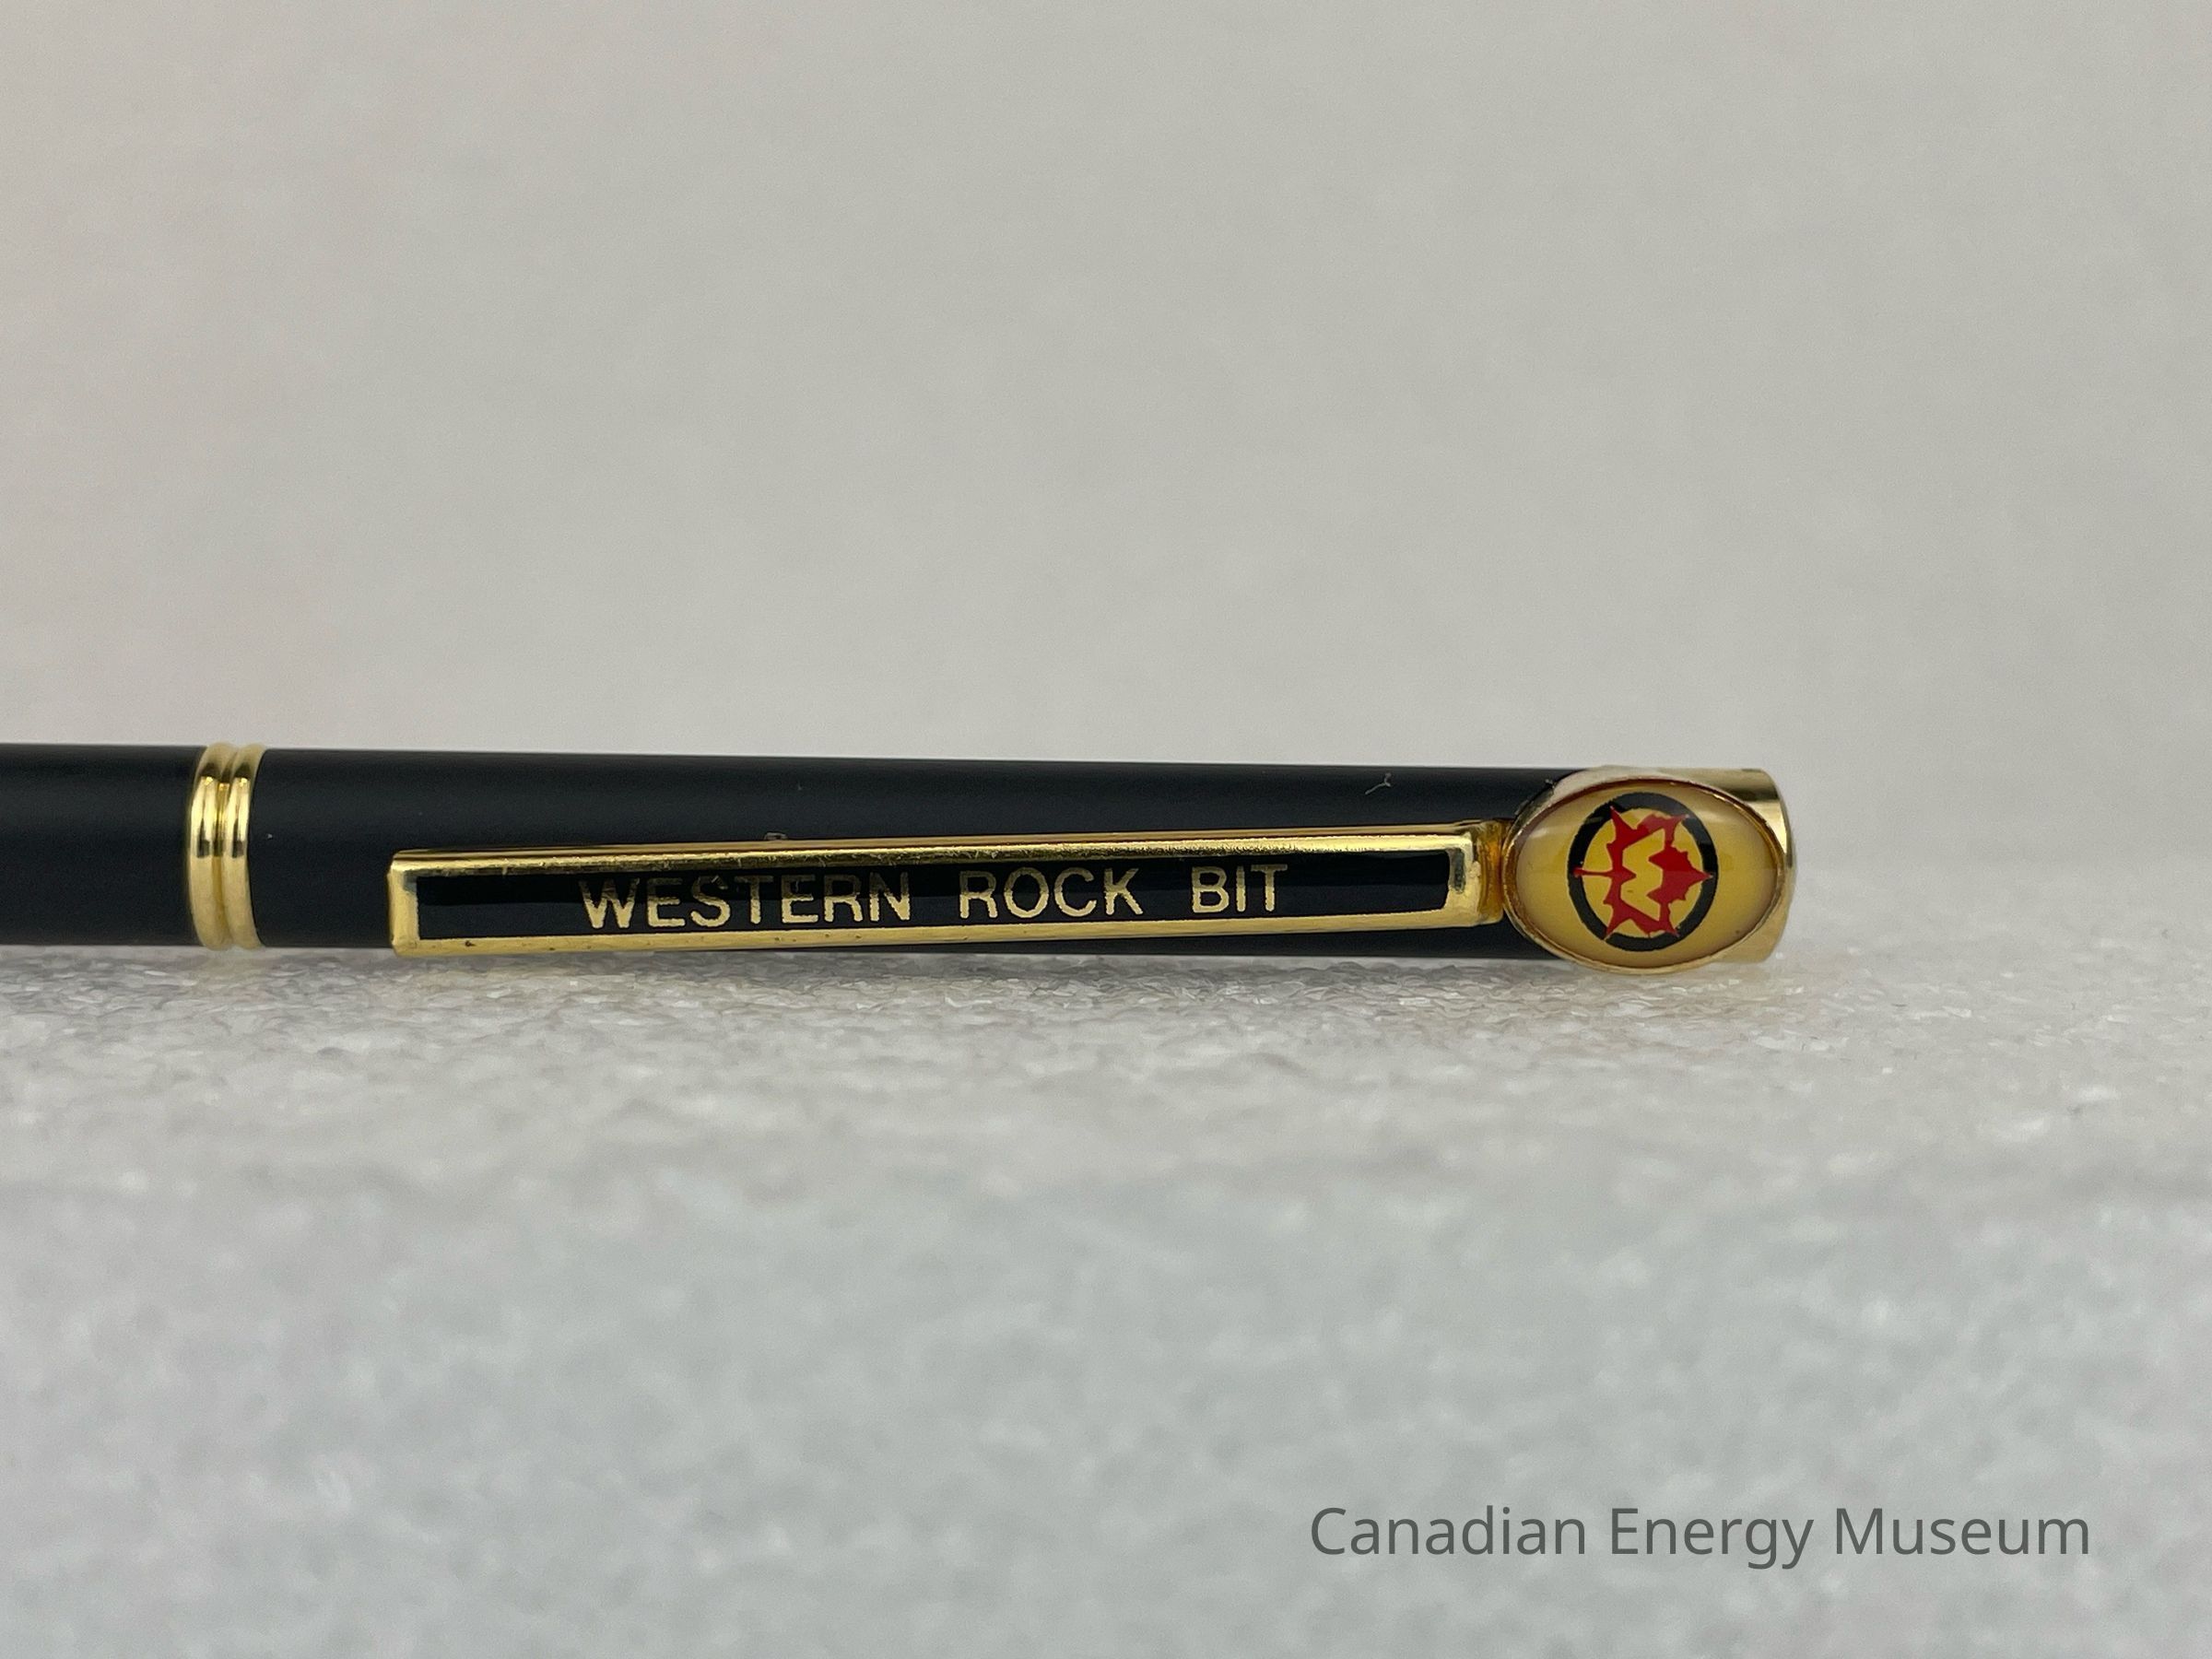 WESTERN ROCK BIT
Canadian Energy Museum